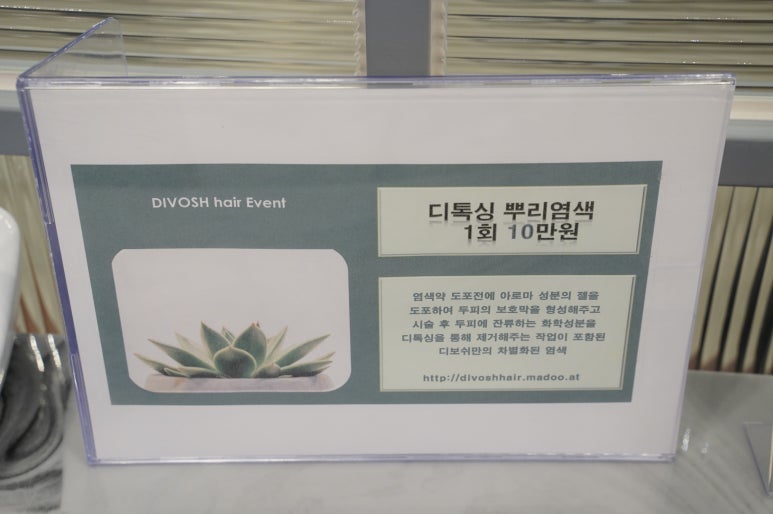 DIVOSH hair Event
디톡싱 뿌리염색
1회 10만원
염색약 도포전에 아로마 성분의 젤을
도포하여 두피의 보호막을 형성해주고
시술 후 두피에 잔류하는 화학성분을
디톡싱을 통해 제거해주는 작업이 포함된
디보쉬만의 차별화된 염색
http://divoshhair.madoo.at